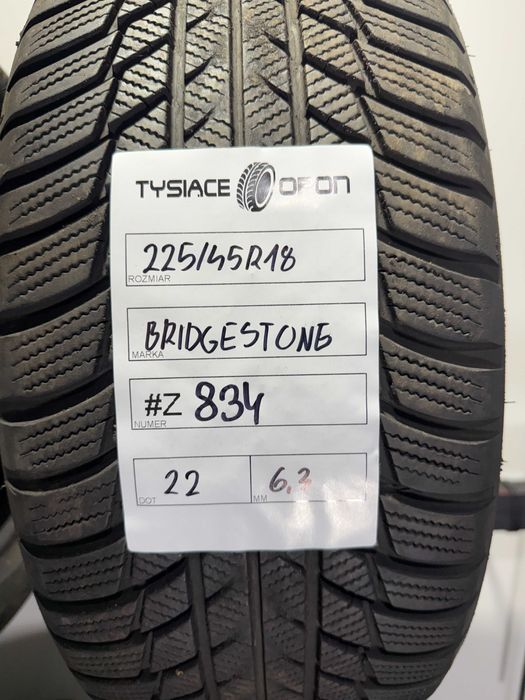 TYSIACE OPON
225/45R18
ROZMIAR
BRIDGESTONE
MARKA
#Z 834
NUMER
22 6,3
DOT MM